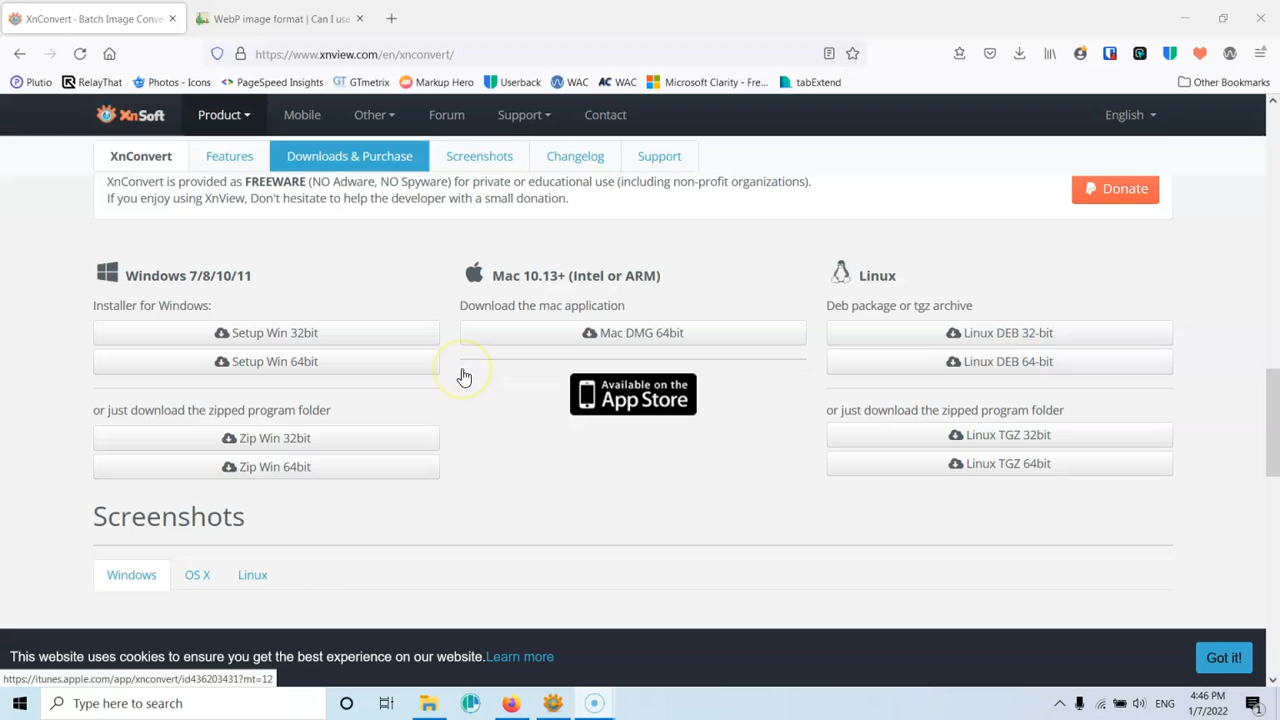 XnConvert - Batch Image Conve
WebP image format | Can I use
https://www.xnview.com/en/xnconvert/
Plutio
RelayThat
Photos - Icons
PageSpeed Insights
GTmetrix
Markup Hero
Userback
WAC
AC WAC
Microsoft Clarity - Fre...
tabExtend
Other Bookmarks
XnSoft
Product
Mobile
Other
Forum
Support
Contact
English
XnConvert
Features
Downloads & Purchase
Screenshots
Changelog
Support
XnConvert is provided as FREEWARE (NO Adware, NO Spyware) for private or educational use (including non-profit organizations).
If you enjoy using XnView, Don't hesitate to help the developer with a small donation.
Donate
Windows 7/8/10/11
Installer for Windows:
Setup Win 32bit
Setup Win 64bit
or just download the zipped program folder
Zip Win 32bit
Zip Win 64bit
Mac 10.13+ (Intel or ARM)
Download the mac application
Mac DMG 64bit
Available on the
App Store
Linux
Deb package or tgz archive
Linux DEB 32-bit
Linux DEB 64-bit
or just download the zipped program folder
Linux TGZ 32bit
Linux TGZ 64bit
Screenshots
Windows
OS X
Linux
This website uses cookies to ensure you get the best experience on our website.Learn more
Got it!
https://itunes.apple.com/app/xnconvert/id436203431?mt=12
Type here to search
ENG
4:46 PM
1/7/2022
1